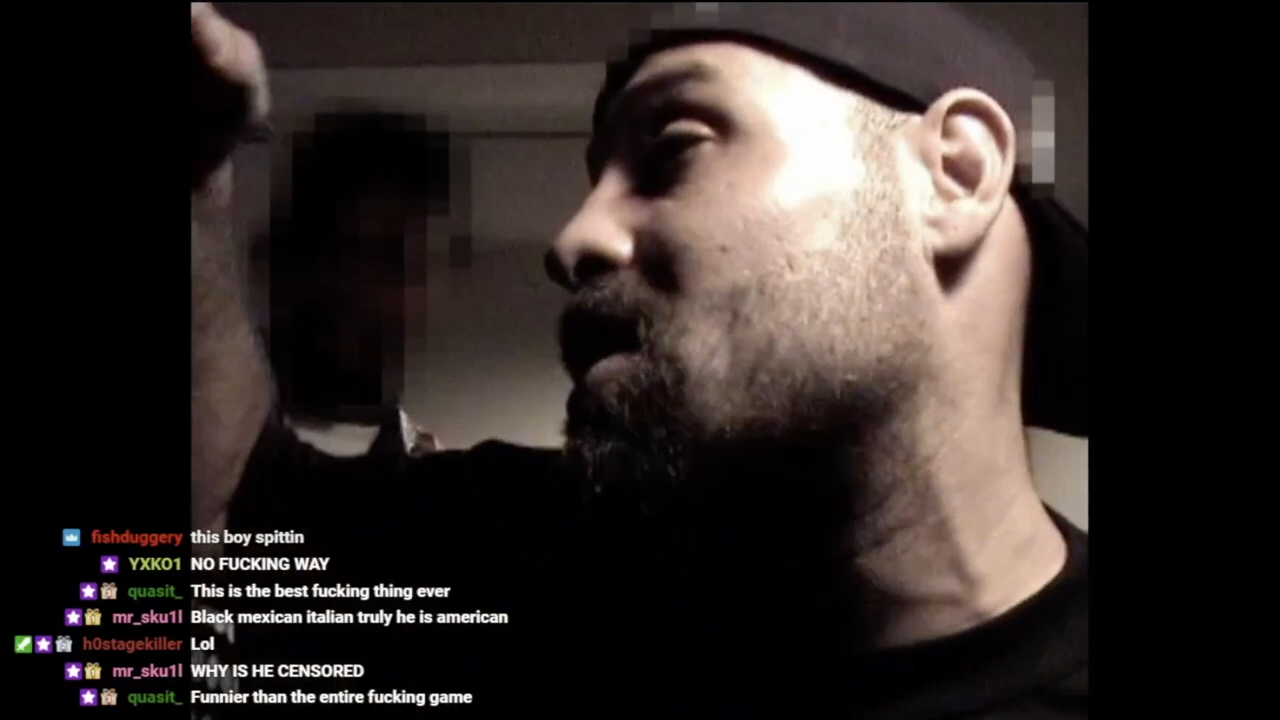 fishduggery this boy spittin
YXKO1 NO FUCKING WAY
quasit_ This is the best fucking thing ever
mr_sku1l Black mexican italian truly he is american
h0stagekiller Lol
mr_sku1l WHY IS HE CENSORED
quasit_ Funnier than the entire fucking game